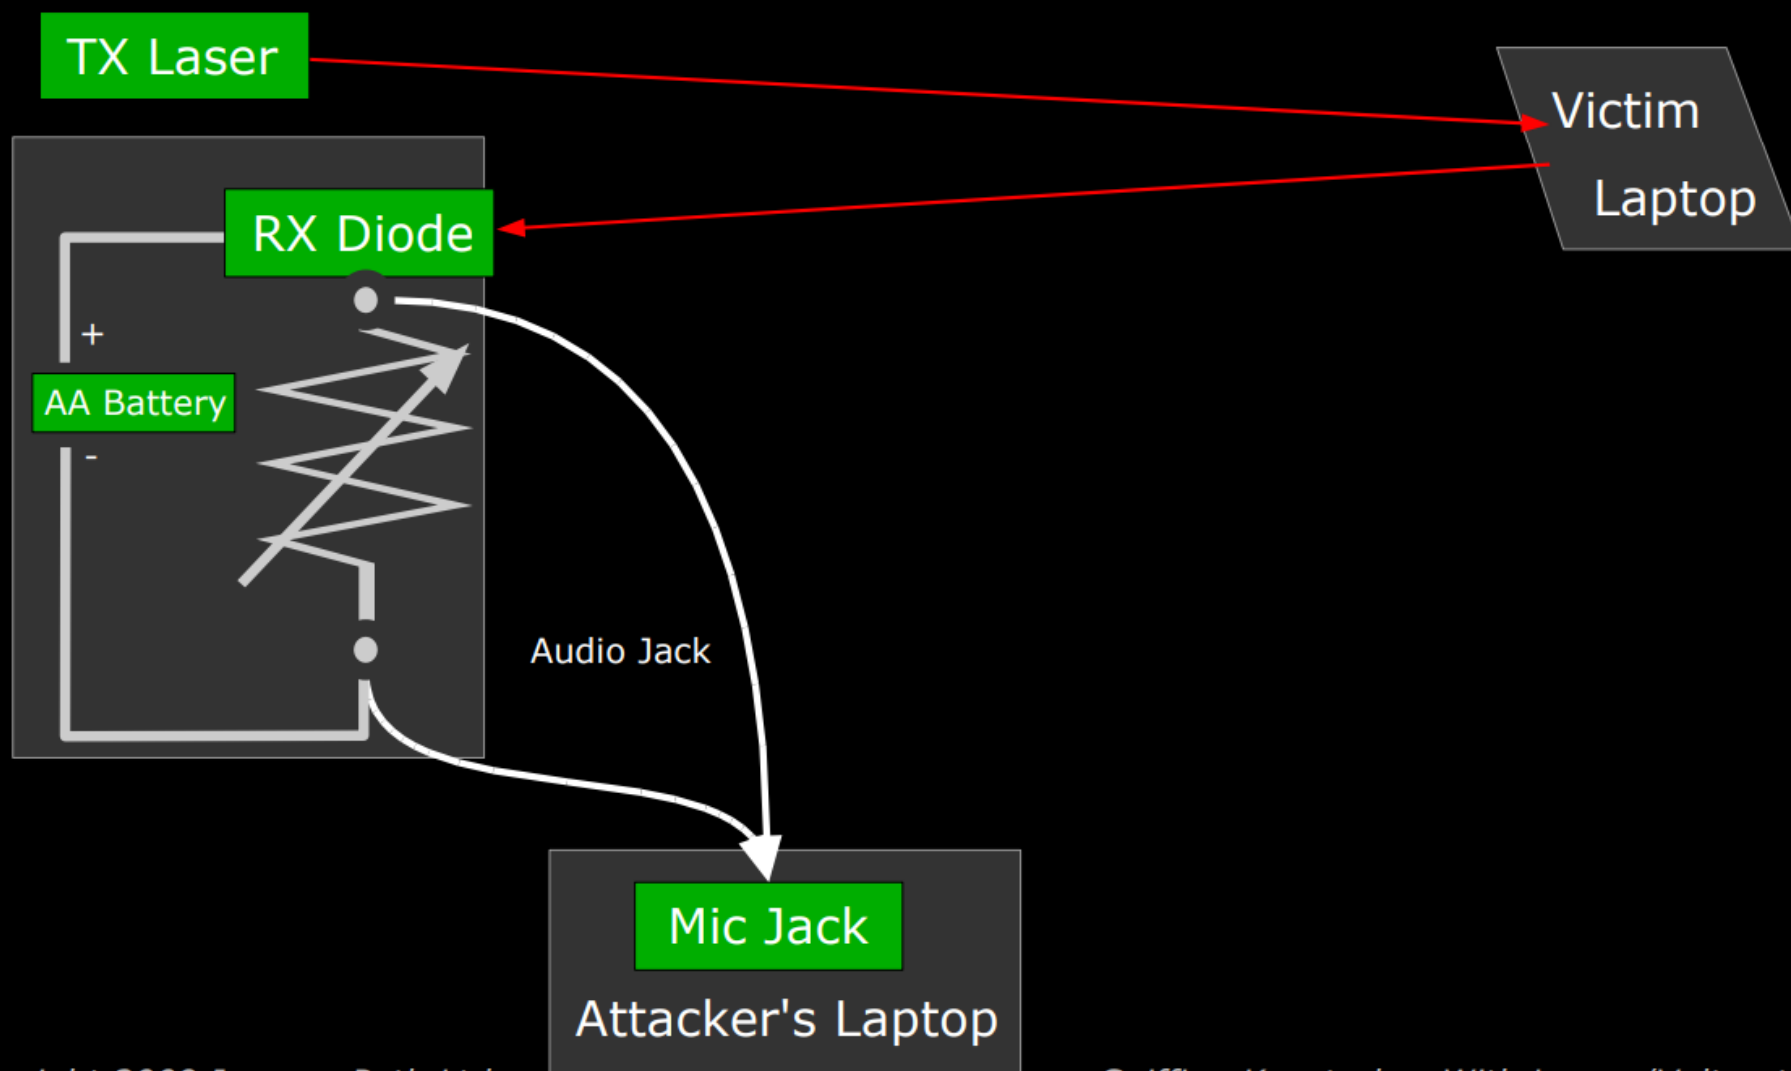 TX Laser
Victim
Laptop
RX Diode
+
AA Battery
-
Audio Jack
Mic Jack
Attacker's Laptop